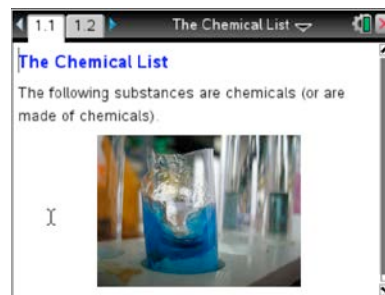 1.1 1.2 The Chemical List
The Chemical List
The following substances are chemicals (or are
made of chemicals).